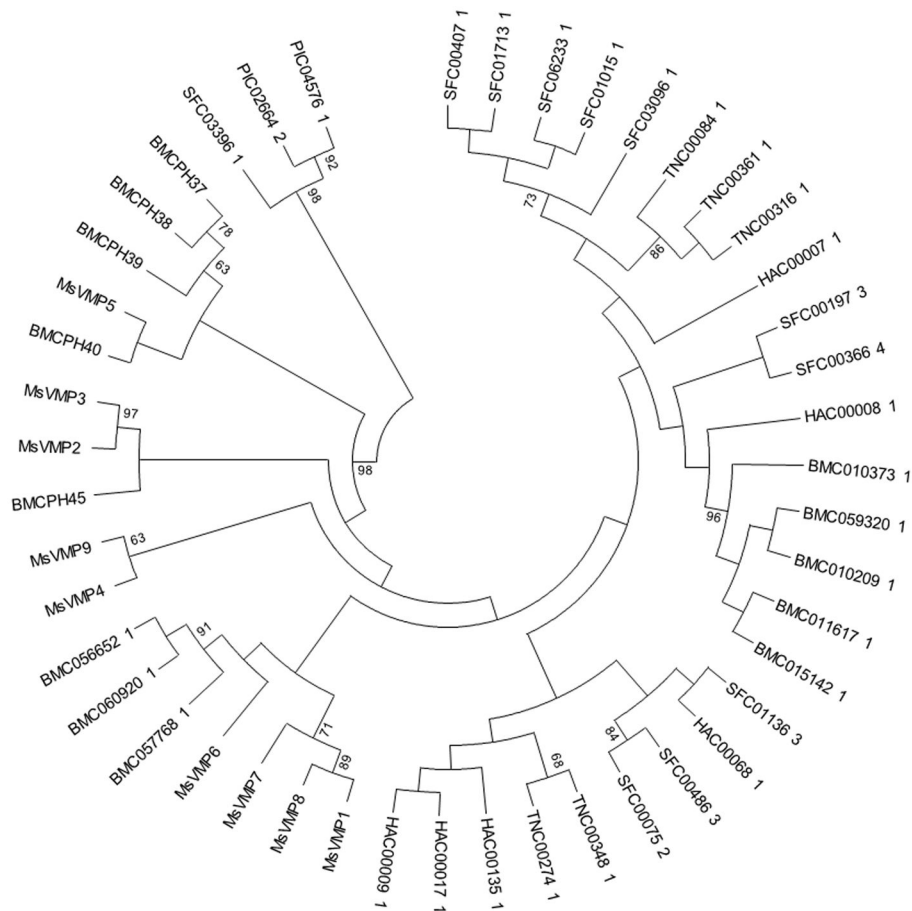 SFC00407 1
SFC01713 1
SFC06233 1
SFC01015 1
SFC03096 1
TNC00084 1
TNC00361 1
TNC00316 1
HAC00007 1
SFC00197 3
SFC00366 4
HAC00008 1
BMC010373 1
BMC059320 1
BMC010209 1
BMC011617 1
BMC015142 1
SFC01136 3
HAC00068 1
SFC00486 3
SFC00075 2
TNC00348 1
TNC00274 1
HAC00135 1
HAC00017 1
HAC00009 1
MsVMP1
MsVMP8
MsVMP7
MsVMP6
BMC057768 1
BMC060920 1
BMC056652 1
MsVMP4
MsVMP9
BMCPH45
MsVMP2
MsVMP3
BMCPH40
MsVMP5
BMCPH39
BMCPH38
BMCPH37
SFC03396 1
PIC02664 2
PIC04576 1
73
86
96
84
68
89
71
91
63
97
98
63
78
98
92